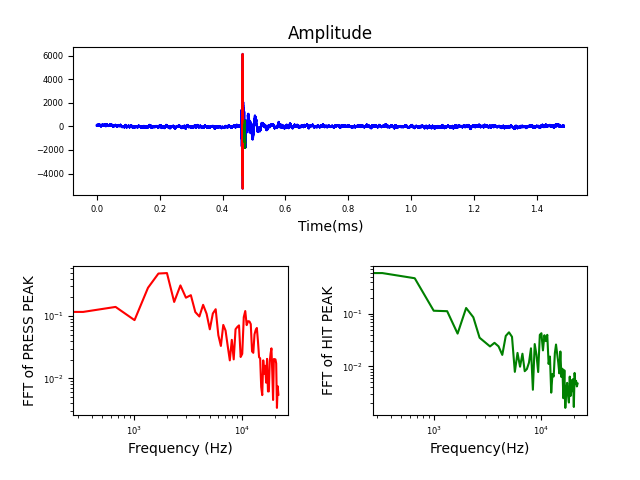 Amplitude
6000
4000
2000
0
−2000
−4000
0.0 0.2 0.4 0.6 0.8 1.0 1.2 1.4
Time(ms)
FFT of PRESS PEAK
10⁻¹
10⁻²
10³ 10⁴
Frequency (Hz)
FFT of HIT PEAK
10⁻¹
10⁻²
10³ 10⁴
Frequency(Hz)